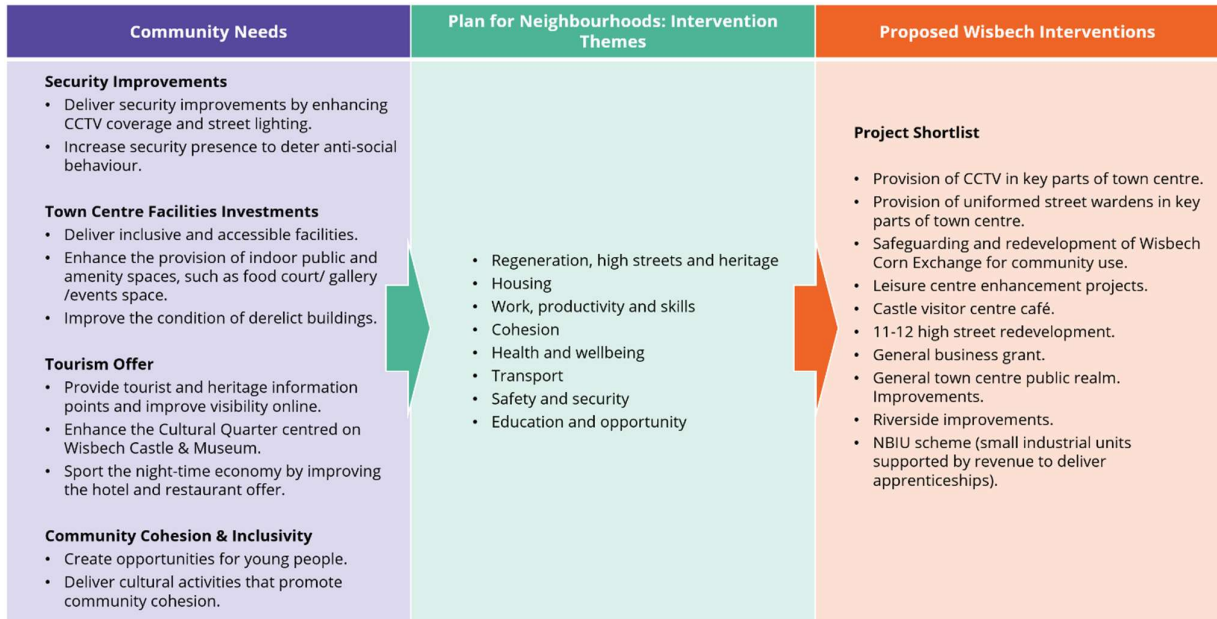 Community Needs
Security Improvements
• Deliver security improvements by enhancing
CCTV coverage and street lighting.
• Increase security presence to deter anti-social
behaviour.
Town Centre Facilities Investments
• Deliver inclusive and accessible facilities.
• Enhance the provision of indoor public and
amenity spaces, such as food court/ gallery
/events space.
• Improve the condition of derelict buildings.
Tourism Offer
• Provide tourist and heritage information
points and improve visibility online.
• Enhance the Cultural Quarter centred on
Wisbech Castle & Museum.
• Sport the night-time economy by improving
the hotel and restaurant offer.
Community Cohesion & Inclusivity
• Create opportunities for young people.
• Deliver cultural activities that promote
community cohesion.
Plan for Neighbourhoods: Intervention
Themes
• Regeneration, high streets and heritage
• Housing
• Work, productivity and skills
• Cohesion
• Health and wellbeing
• Transport
• Safety and security
• Education and opportunity
Proposed Wisbech Interventions
Project Shortlist
• Provision of CCTV in key parts of town centre.
• Provision of uniformed street wardens in key
parts of town centre.
• Safeguarding and redevelopment of Wisbech
Corn Exchange for community use.
• Leisure centre enhancement projects.
• Castle visitor centre café.
• 11-12 high street redevelopment.
• General business grant.
• General town centre public realm.
Improvements.
• Riverside improvements.
• NBIU scheme (small industrial units
supported by revenue to deliver
apprenticeships).